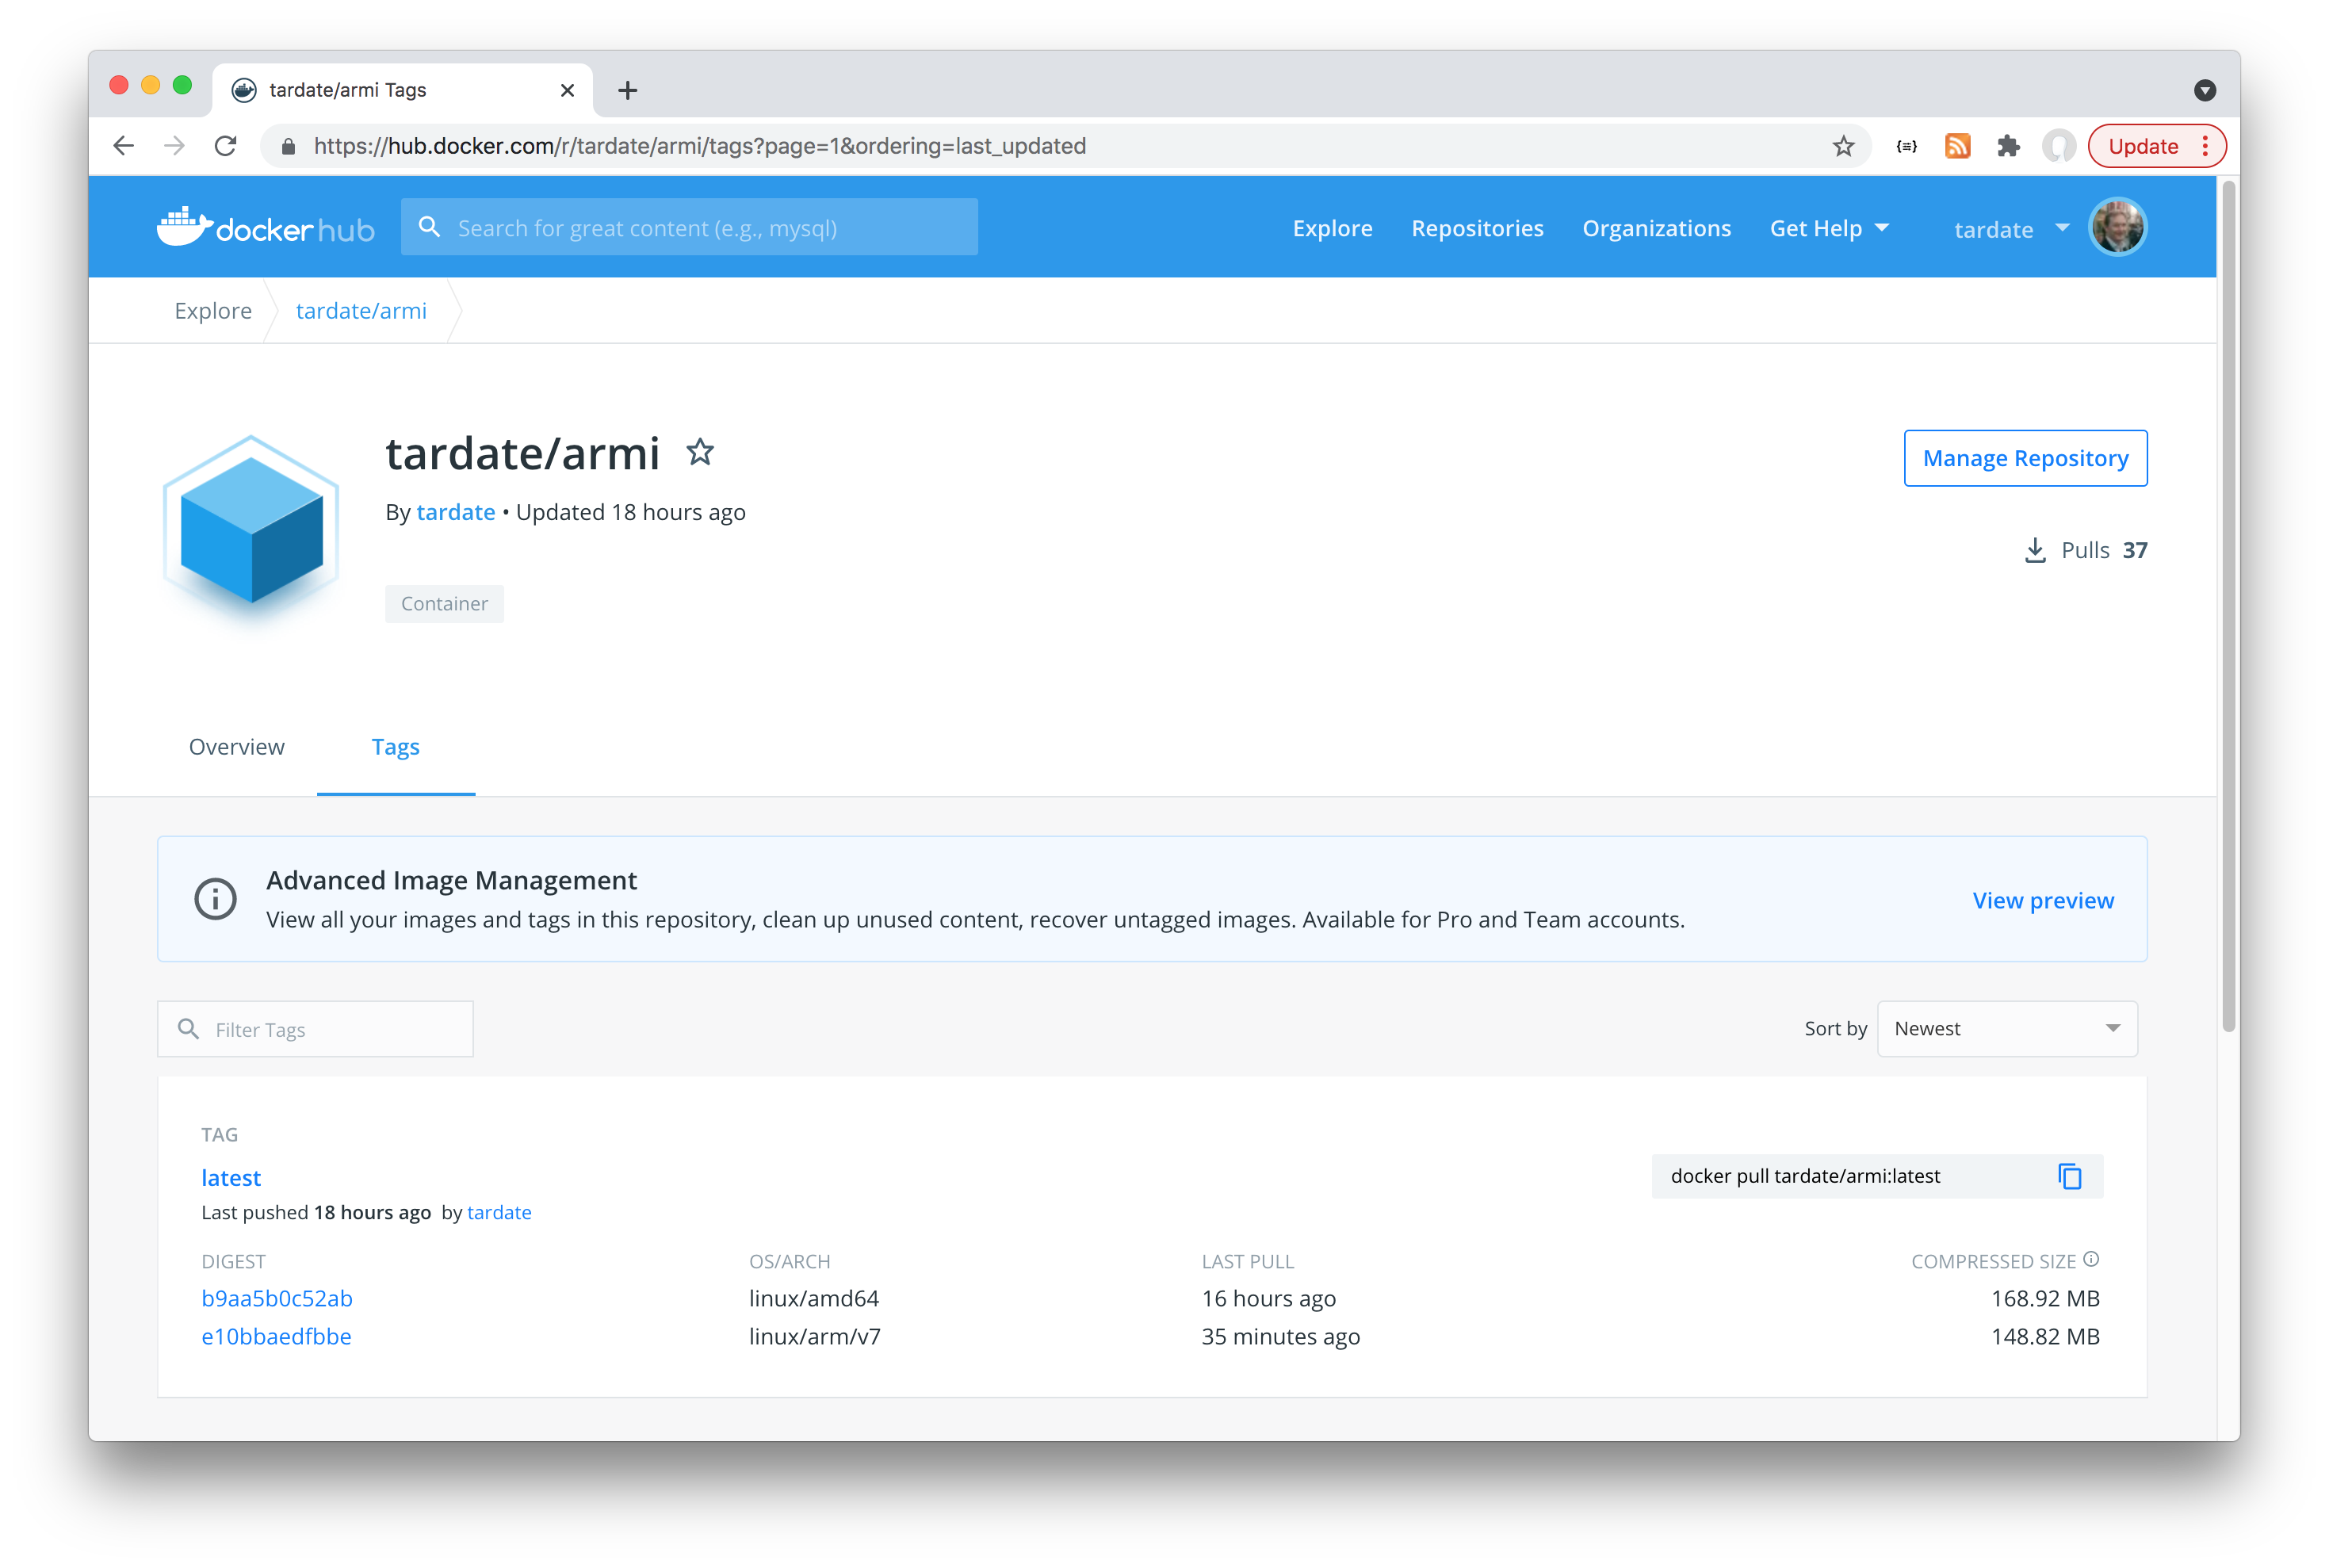 tardate/armi Tags
https://hub.docker.com/r/tardate/armi/tags?page=1&ordering=last_updated
Update
dockerhub
Search for great content (e.g., mysql)
Explore
Repositories
Organizations
Get Help
tardate
Explore
tardate/armi
tardate/armi
Manage Repository
By tardate • Updated 18 hours ago
Pulls 37
Container
Overview
Tags
Advanced Image Management
View all your images and tags in this repository, clean up unused content, recover untagged images. Available for Pro and Team accounts.
View preview
Filter Tags
Sort by
Newest
TAG
latest
docker pull tardate/armi:latest
Last pushed 18 hours ago by tardate
DIGEST OS/ARCH LAST PULL COMPRESSED SIZE
b9aa5b0c52ab linux/amd64 16 hours ago 168.92 MB
e10bbaedfbbe linux/arm/v7 35 minutes ago 148.82 MB